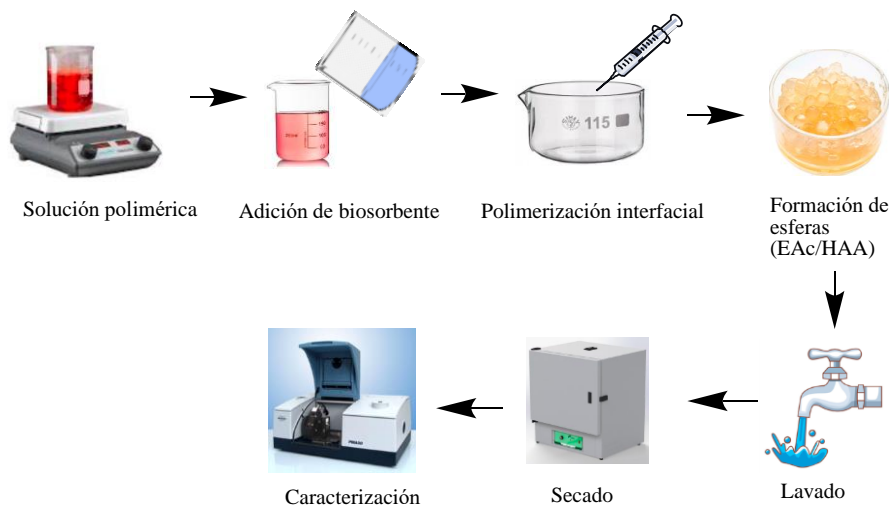 115
Solución polimérica
Adición de biosorbente
Polimerización interfacial
Formación de
esferas
(EAc/HAA)
Caracterización
Secado
Lavado